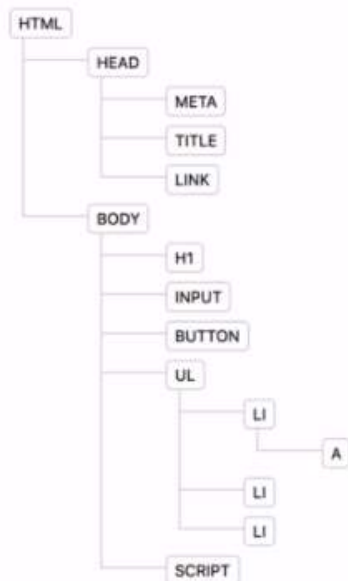 HTML
HEAD
META
TITLE
LINK
BODY
H1
INPUT
BUTTON
UL
LI
A
LI
LI
SCRIPT